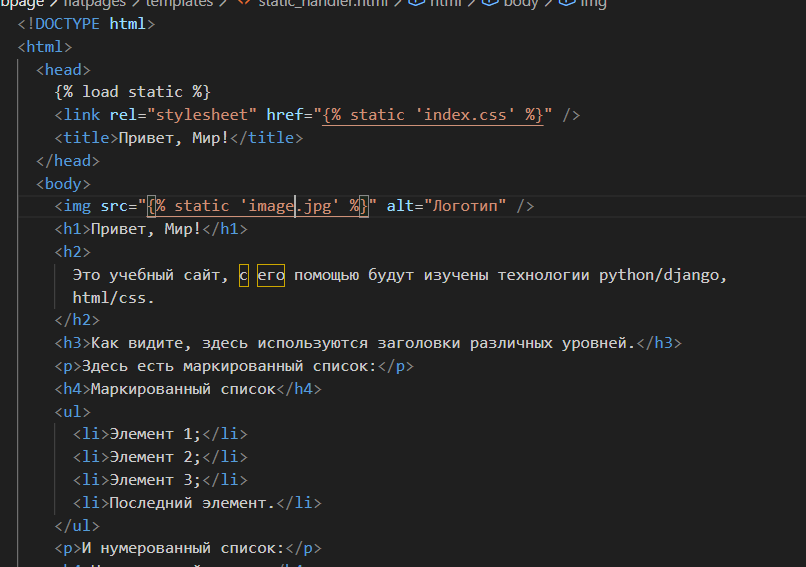 bpage > flatpages > templates > <> static_handler.html > html > body > img
<!DOCTYPE html>
<html>
<head>
{% load static %}
<link rel="stylesheet" href="{% static 'index.css' %}" />
<title>Привет, Мир!</title>
</head>
<body>
<img src="{% static 'image.jpg' %}" alt="Логотип" />
<h1>Привет, Мир!</h1>
<h2>
Это учебный сайт, с его помощью будут изучены технологии python/django,
html/css.
</h2>
<h3>Как видите, здесь используются заголовки различных уровней.</h3>
<p>Здесь есть маркированный список:</p>
<h4>Маркированный список</h4>
<ul>
<li>Элемент 1;</li>
<li>Элемент 2;</li>
<li>Элемент 3;</li>
<li>Последний элемент.</li>
</ul>
<p>И нумерованный список:</p>